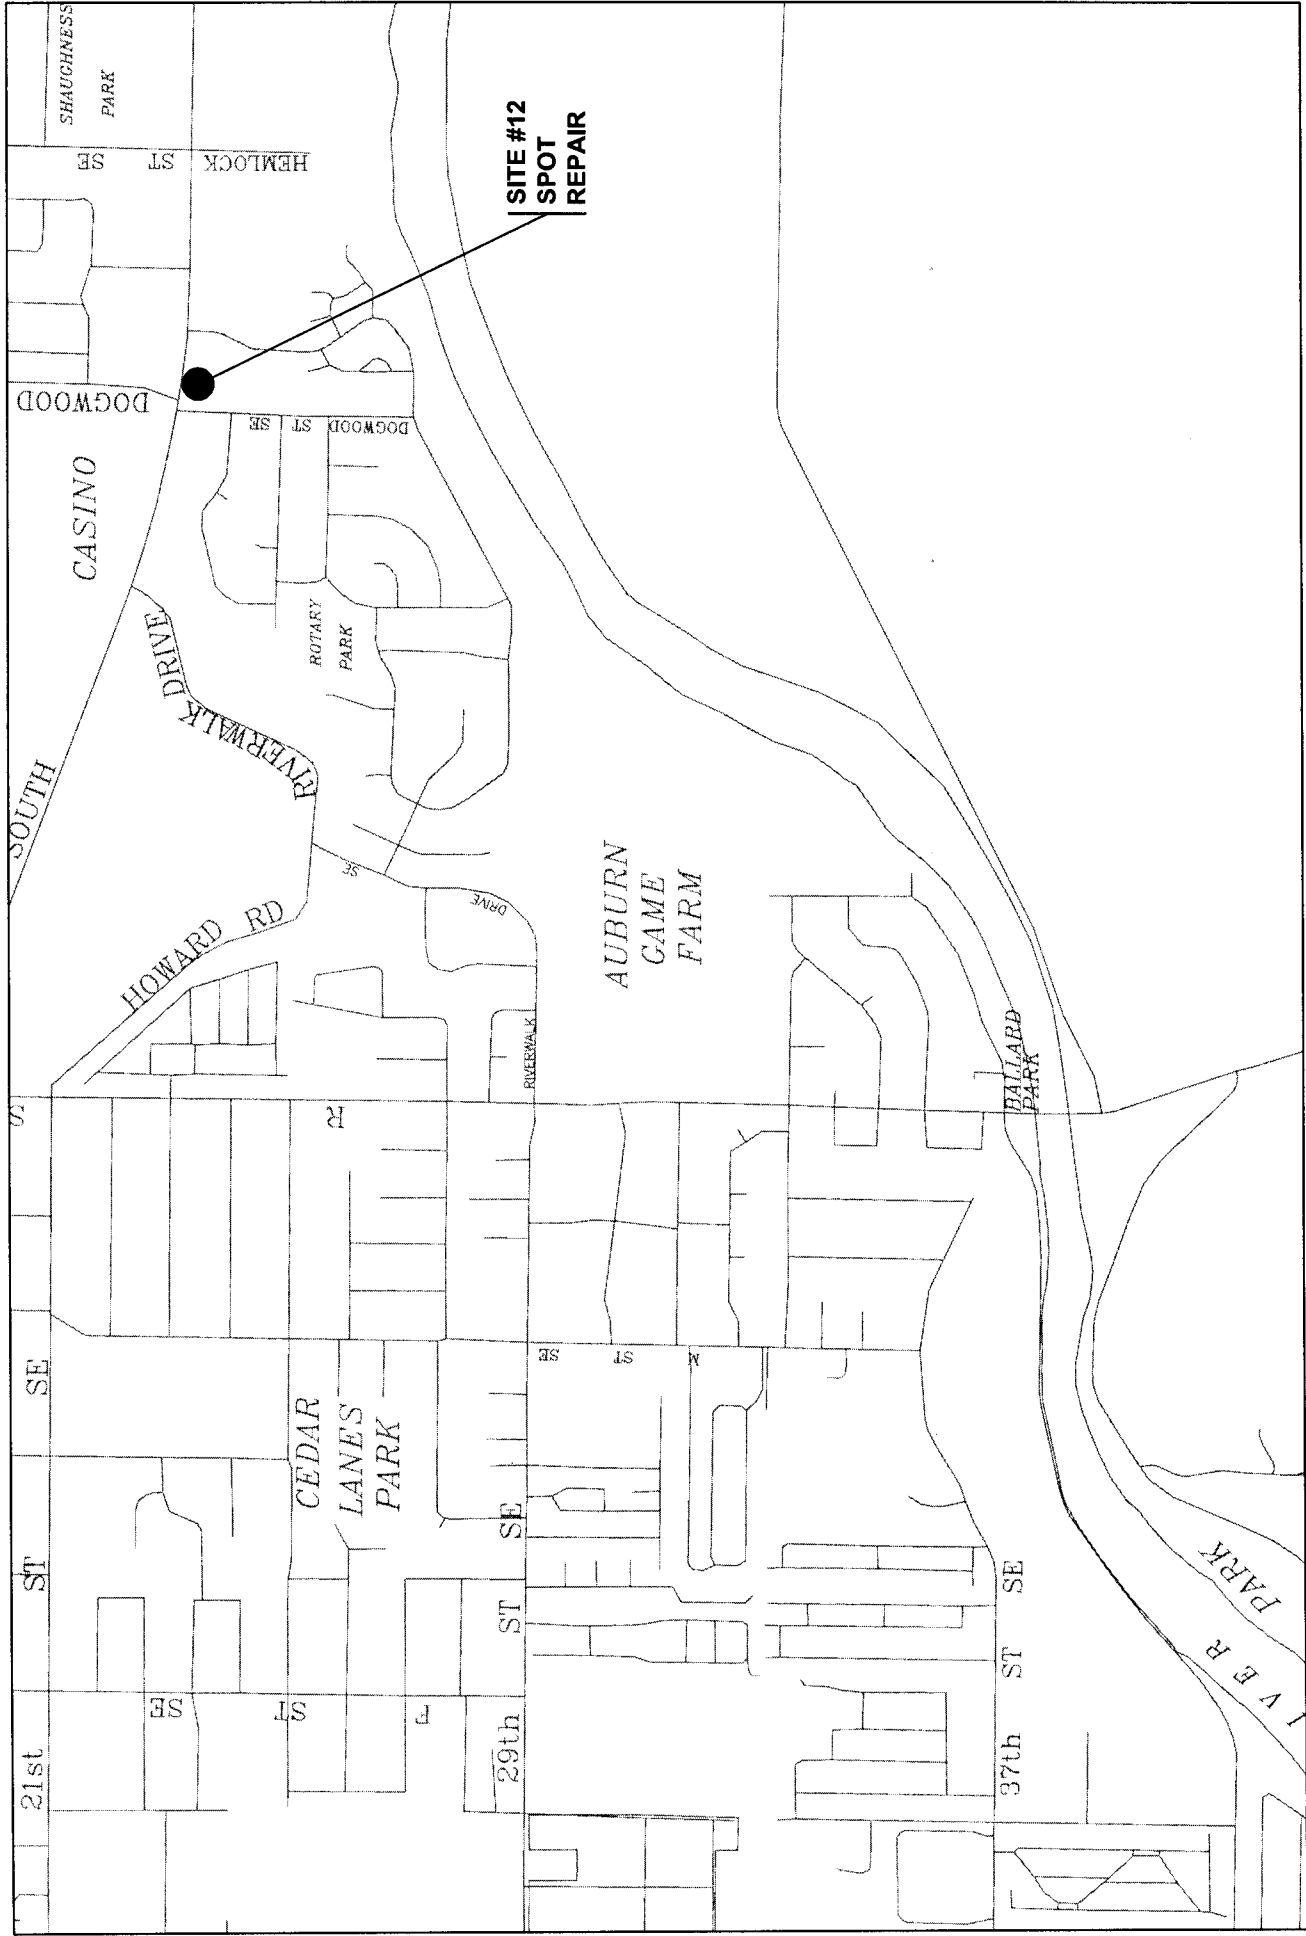 SHAUGHNESS
PARK
HEMLOCK ST SE
SITE #12
SPOT
REPAIR
DOGWOOD
DOGWOOD ST SE
CASINO
ROTARY
PARK
RIVERWALK DRIVE
SOUTH
SE
DRIVE
HOWARD RD
AUBURN
GAME
FARM
RIVERWALK
BALLARD
PARK
S
R
M ST SE
CEDAR
LANES
PARK
21st ST SE
29th ST SE
37th ST SE
F ST SE
IVER PARK